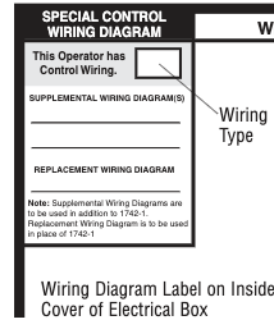 SPECIAL CONTROL
WIRING DIAGRAM
W
This Operator has
Control Wiring.
SUPPLEMENTAL WIRING DIAGRAM(S)
Wiring
Type
REPLACEMENT WIRING DIAGRAM
Note: Supplemental Wiring Diagrams are
to be used in addition to 1742-1.
Replacement Wiring Diagram is to be used
in place of 1742-1
Wiring Diagram Label on Inside
Cover of Electrical Box